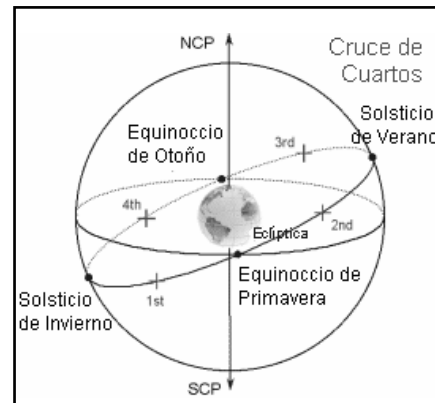 NCP
Cruce de
Cuartos
Solsticio
de Verano
Equinoccio
de Otoño
3rd
4th
Eclíptica
2nd
Equinoccio de
Primavera
Solsticio
de Invierno
1st
SCP